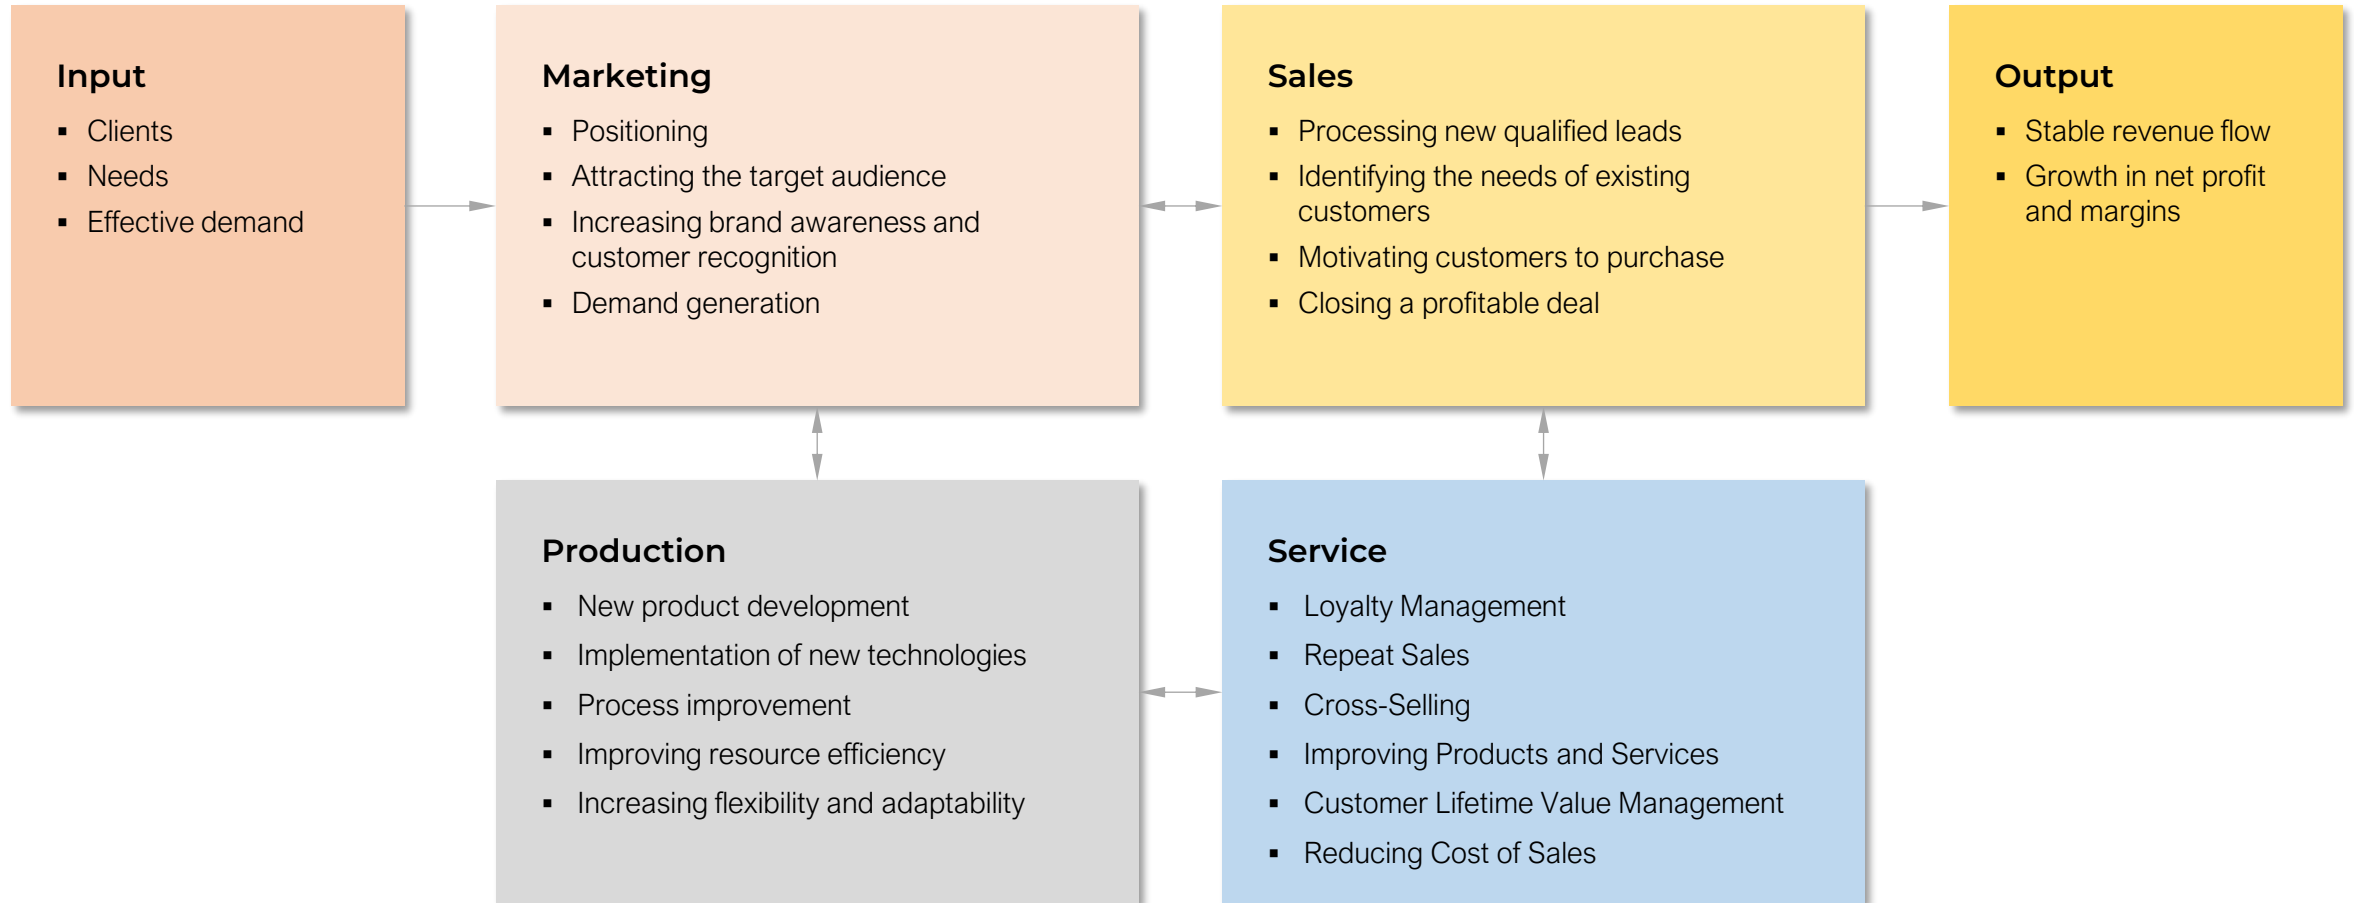 Input
▪ Clients
▪ Needs
▪ Effective demand
Marketing
▪ Positioning
▪ Attracting the target audience
▪ Increasing brand awareness and
customer recognition
▪ Demand generation
Sales
▪ Processing new qualified leads
▪ Identifying the needs of existing
customers
▪ Motivating customers to purchase
▪ Closing a profitable deal
Output
▪ Stable revenue flow
▪ Growth in net profit
and margins
Production
▪ New product development
▪ Implementation of new technologies
▪ Process improvement
▪ Improving resource efficiency
▪ Increasing flexibility and adaptability
Service
▪ Loyalty Management
▪ Repeat Sales
▪ Cross-Selling
▪ Improving Products and Services
▪ Customer Lifetime Value Management
▪ Reducing Cost of Sales